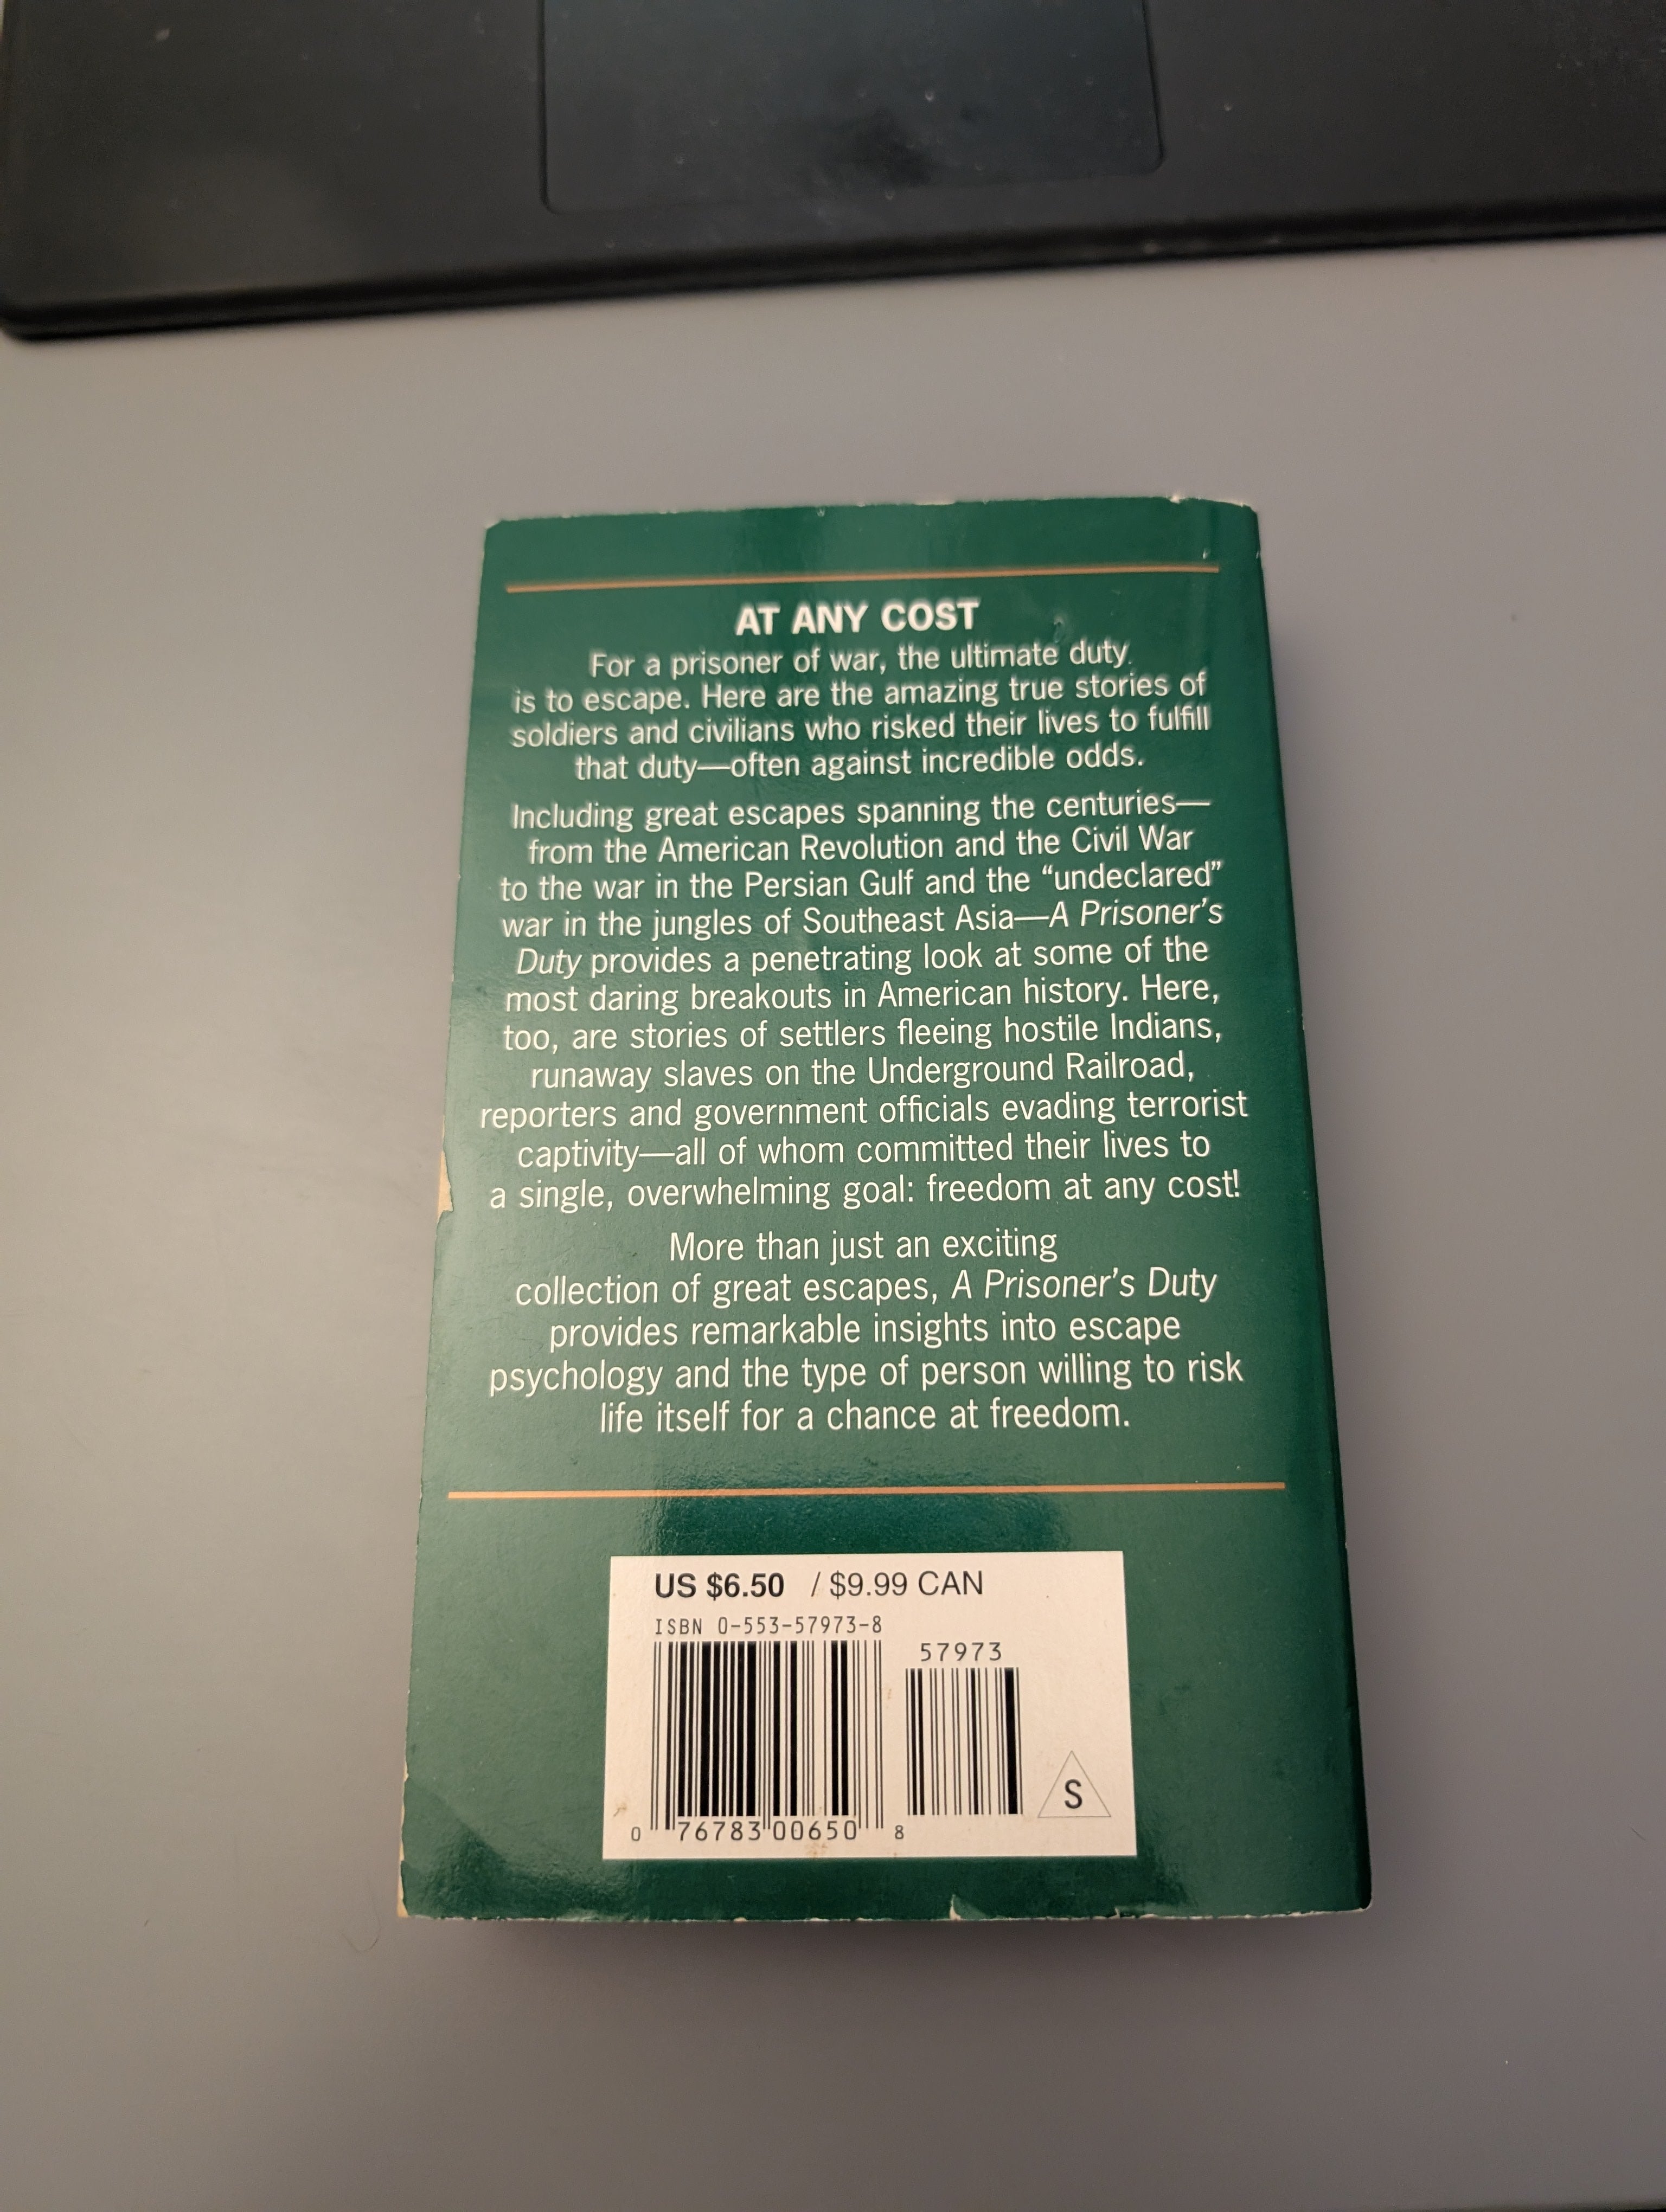 AT ANY COST
For a prisoner of war, the ultimate duty
is to escape. Here are the amazing true stories of
soldiers and civilians who risked their lives to fulfill
that duty—often against incredible odds.
Including great escapes spanning the centuries—
from the American Revolution and the Civil War
to the war in the Persian Gulf and the “undeclared”
war in the jungles of Southeast Asia—A Prisoner’s
Duty provides a penetrating look at some of the
most daring breakouts in American history. Here,
too, are stories of settlers fleeing hostile Indians,
runaway slaves on the Underground Railroad,
reporters and government officials evading terrorist
captivity—all of whom committed their lives to
a single, overwhelming goal: freedom at any cost!
More than just an exciting
collection of great escapes, A Prisoner’s Duty
provides remarkable insights into escape
psychology and the type of person willing to risk
life itself for a chance at freedom.
US $6.50 / $9.99 CAN
ISBN 0-553-57973-8
57973
S
0 76783 00650 8